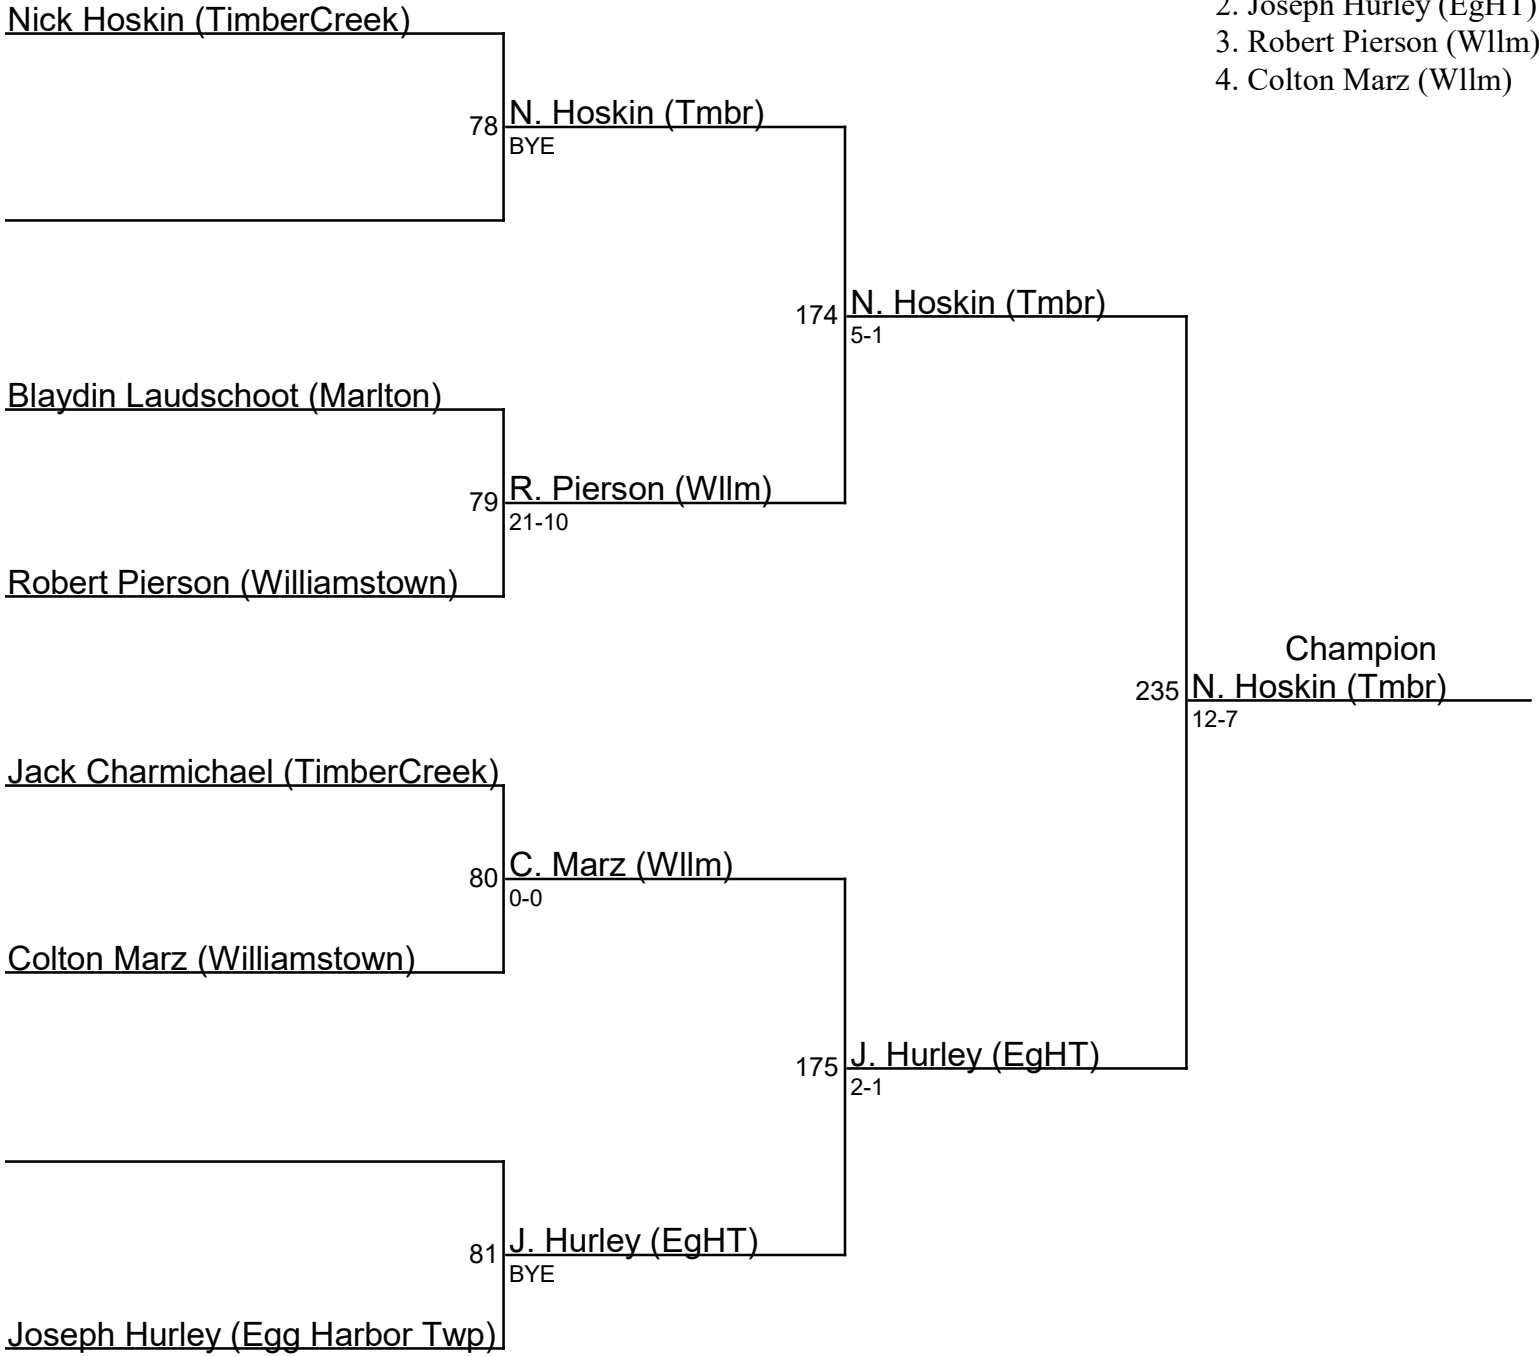 Nick Hoskin (TimberCreek)
2. Joseph Hurley (EgHT)
3. Robert Pierson (Wllm)
4. Colton Marz (Wllm)
78
N. Hoskin (Tmbr)
BYE
174
N. Hoskin (Tmbr)
5-1
Blaydin Laudschoot (Marlton)
79
R. Pierson (Wllm)
21-10
Robert Pierson (Williamstown)
Champion
235
N. Hoskin (Tmbr)
12-7
Jack Charmichael (TimberCreek)
80
C. Marz (Wllm)
0-0
Colton Marz (Williamstown)
175
J. Hurley (EgHT)
2-1
81
J. Hurley (EgHT)
BYE
Joseph Hurley (Egg Harbor Twp)